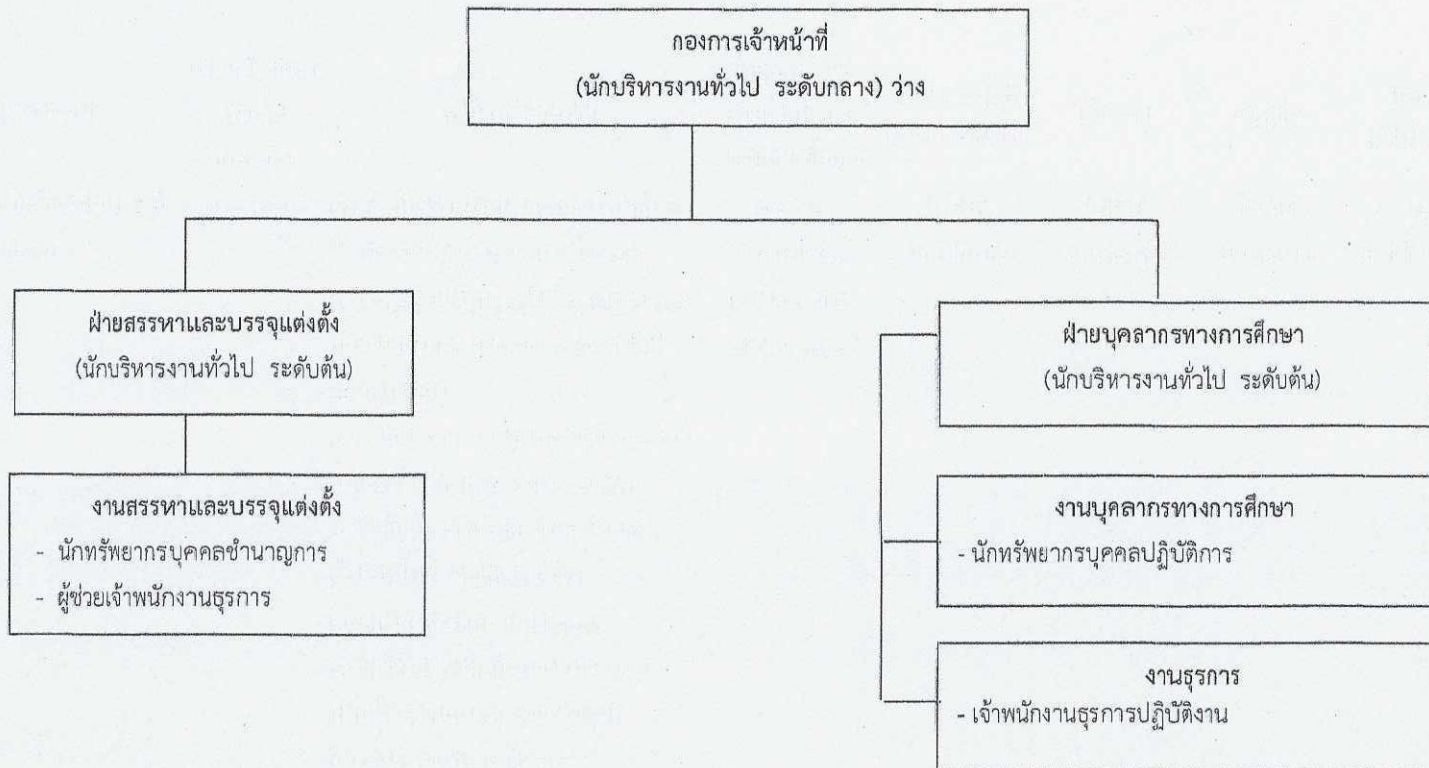 กองการเจ้าหน้าที่
(นักบริหารงานทั่วไป ระดับกลาง) ว่าง
ฝ่ายสรรหาและบรรจุแต่งตั้ง
(นักบริหารงานทั่วไป ระดับต้น)
งานสรรหาและบรรจุแต่งตั้ง
- นักทรัพยากรบุคคลชำนาญการ
- ผู้ช่วยเจ้าพนักงานธุรการ
ฝ่ายบุคลากรทางการศึกษา
(นักบริหารงานทั่วไป ระดับต้น)
งานบุคลากรทางการศึกษา
- นักทรัพยากรบุคคลปฏิบัติการ
งานธุรการ
- เจ้าพนักงานธุรการปฏิบัติงาน